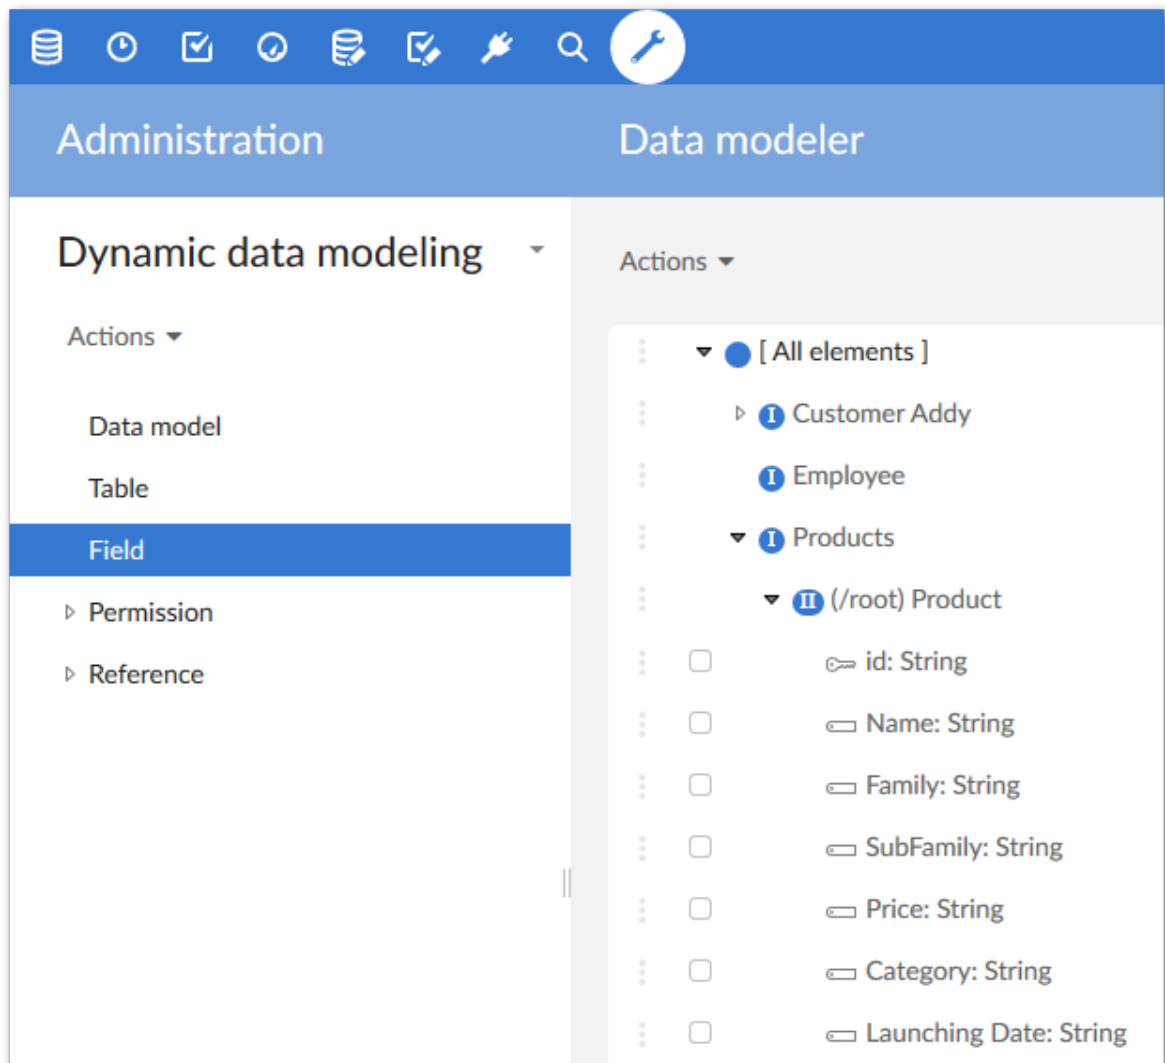 Administration
Data modeler
Dynamic data modeling
Actions
Data model
Table
Field
Permission
Reference
Actions
[ All elements ]
I Customer Addy
I Employee
I Products
II (/root) Product
id: String
Name: String
Family: String
SubFamily: String
Price: String
Category: String
Launching Date: String